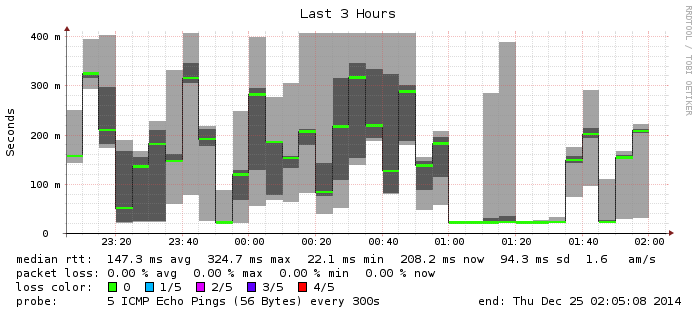 Last 3 Hours
RRDTOOL / TOBI OETIKER
Seconds
400 m
300 m
200 m
100 m
0
23:20 23:40 00:00 00:20 00:40 01:00 01:20 01:40 02:00
median rtt: 147.3 ms avg 324.7 ms max 22.1 ms min 208.2 ms now 94.3 ms sd 1.6 am/s
packet loss: 0.00 % avg 0.00 % max 0.00 % min 0.00 % now
loss color: 0 1/5 2/5 3/5 4/5
probe: 5 ICMP Echo Pings (56 Bytes) every 300s end: Thu Dec 25 02:05:08 2014